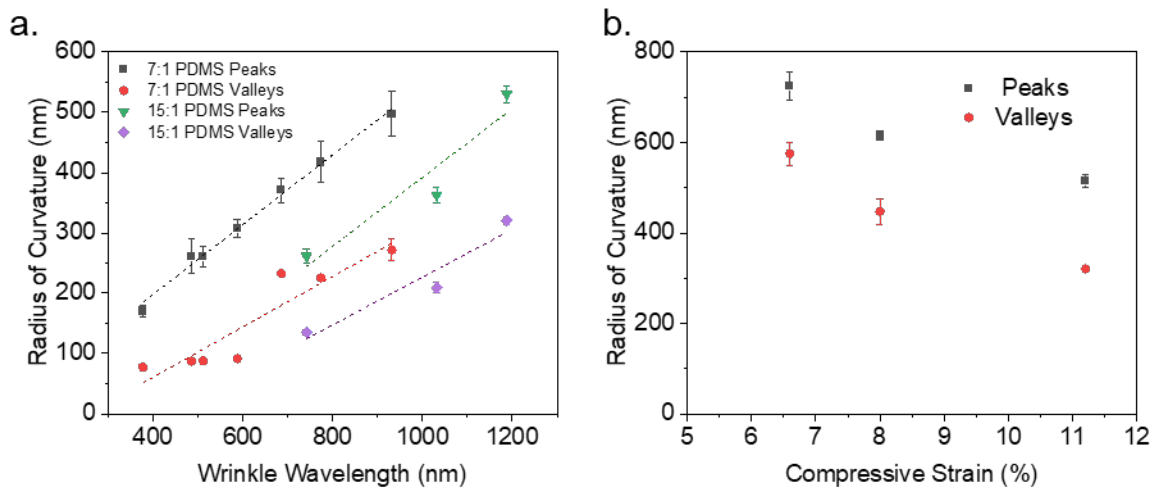 a.
600
500
400
300
200
100
0
Radius of Curvature (nm)
7:1 PDMS Peaks
7:1 PDMS Valleys
15:1 PDMS Peaks
15:1 PDMS Valleys
400 600 800 1000 1200
Wrinkle Wavelength (nm)
b.
800
600
400
200
0
Radius of Curvature (nm)
Peaks
Valleys
5 6 7 8 9 10 11 12
Compressive Strain (%)